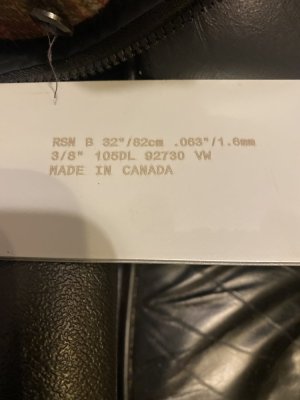 RSN B 32"/82cm .063"/1.6mm
3/8" 105DL 92730 VW
MADE IN CANADA